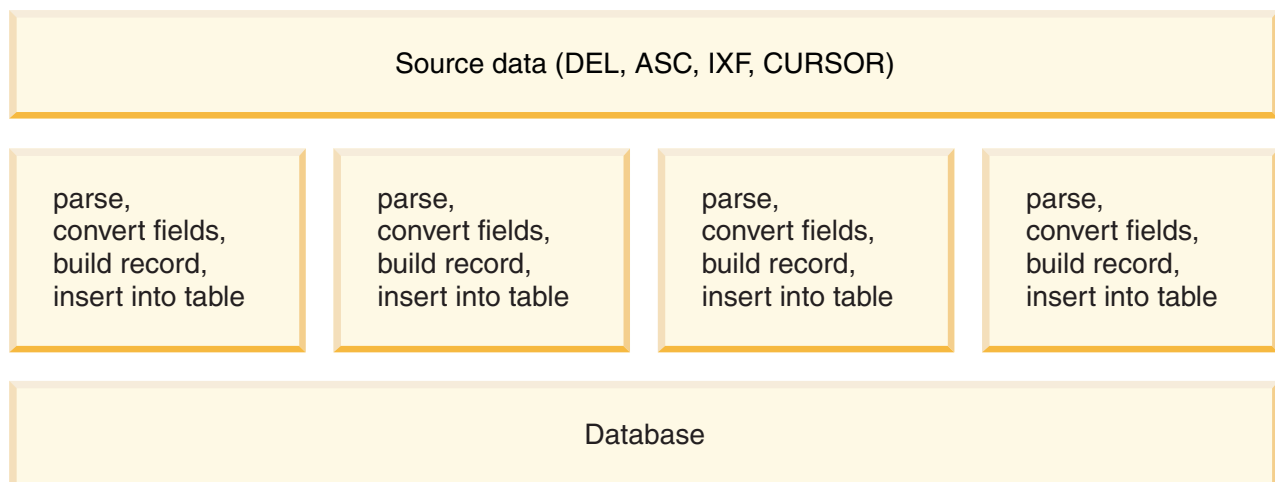 Source data (DEL, ASC, IXF, CURSOR)
parse,
convert fields,
build record,
insert into table
parse,
convert fields,
build record,
insert into table
parse,
convert fields,
build record,
insert into table
parse,
convert fields,
build record,
insert into table
Database